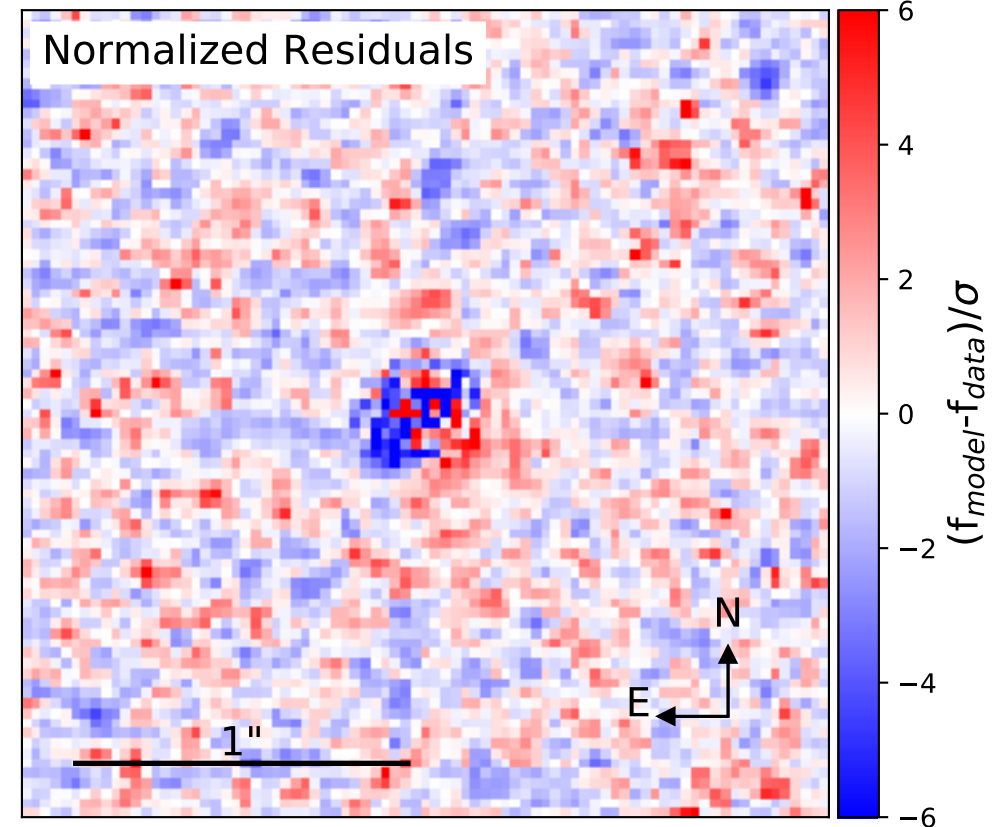 Normalized Residuals
N
E
1"
6
4
2
0
−2
−4
−6
(f_model-f_data)/σ